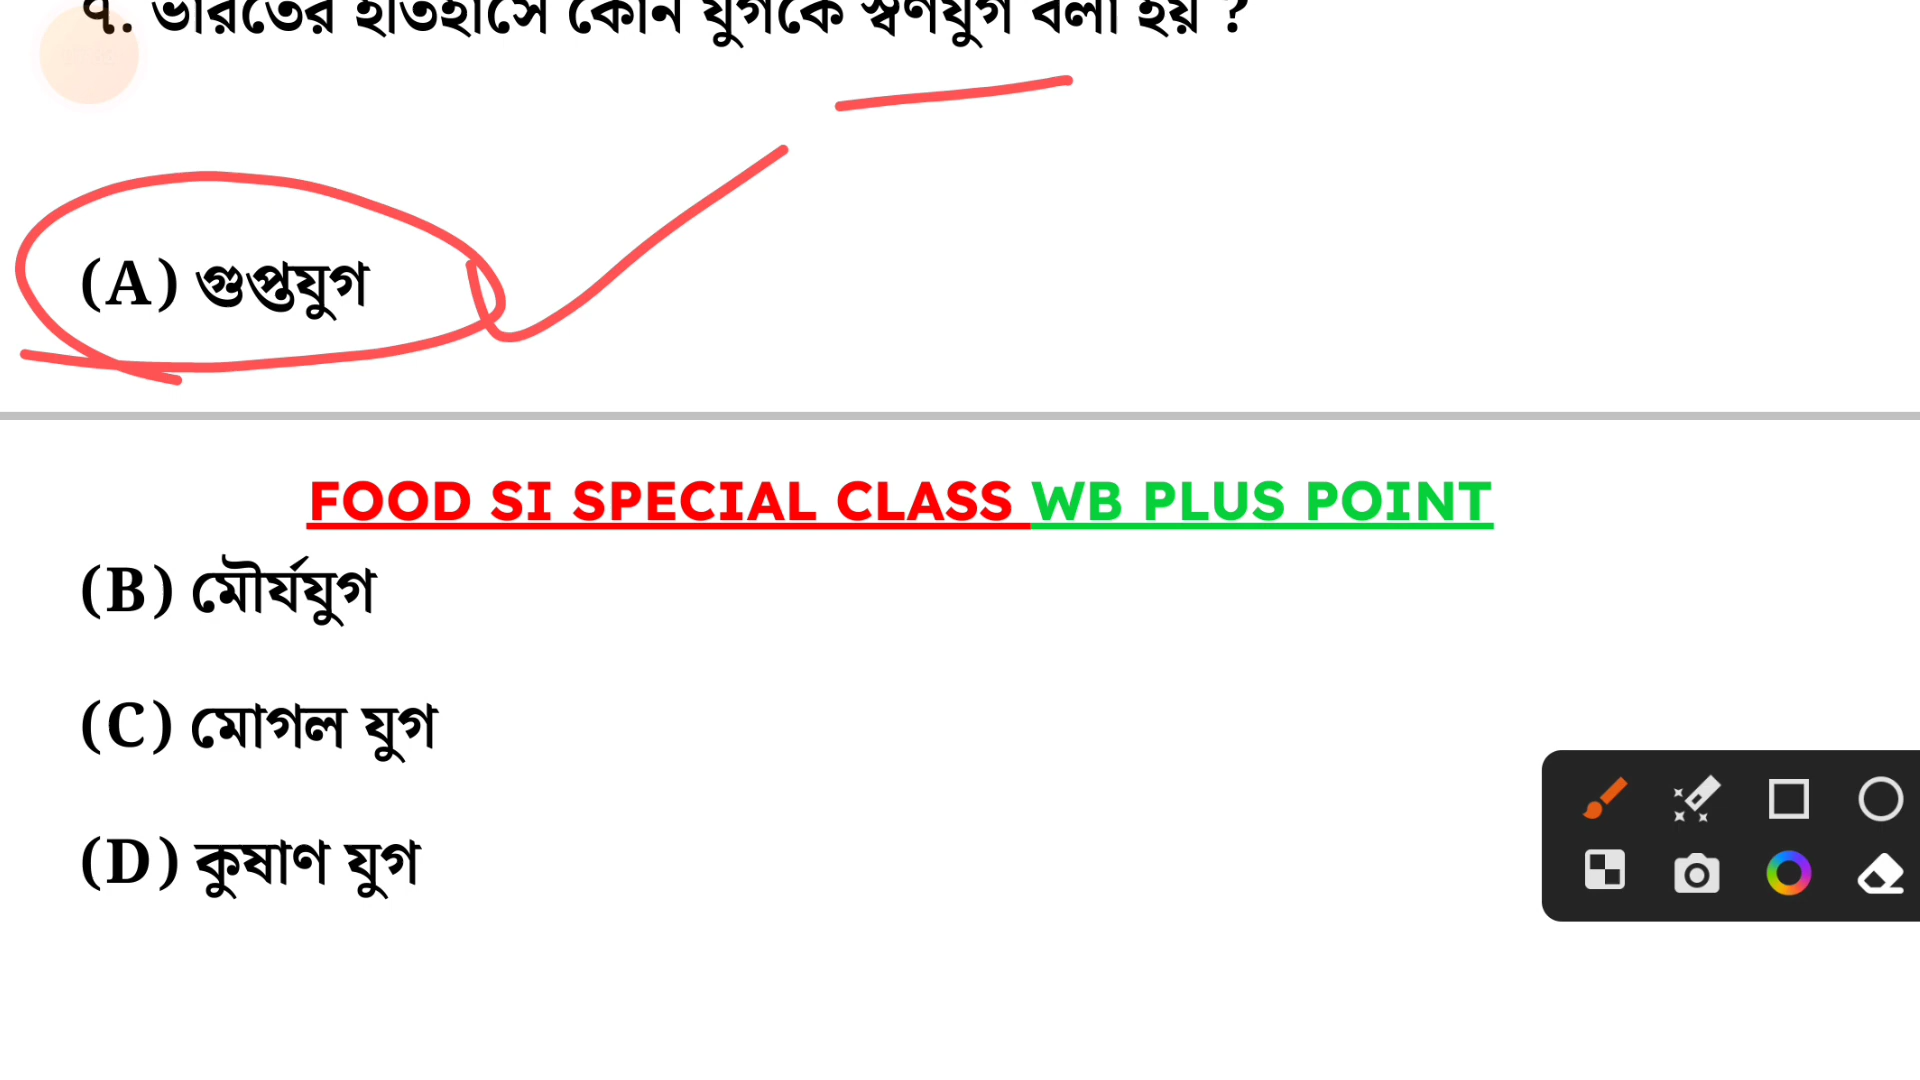 ৭. ভারতের ইতিহাসে কোন যুগকে স্বর্ণযুগ বলা হয় ?
(A) গুপ্তযুগ
FOOD SI SPECIAL CLASS WB PLUS POINT
(B) মৌর্যযুগ
(C) মোগল যুগ
(D) কুষাণ যুগ